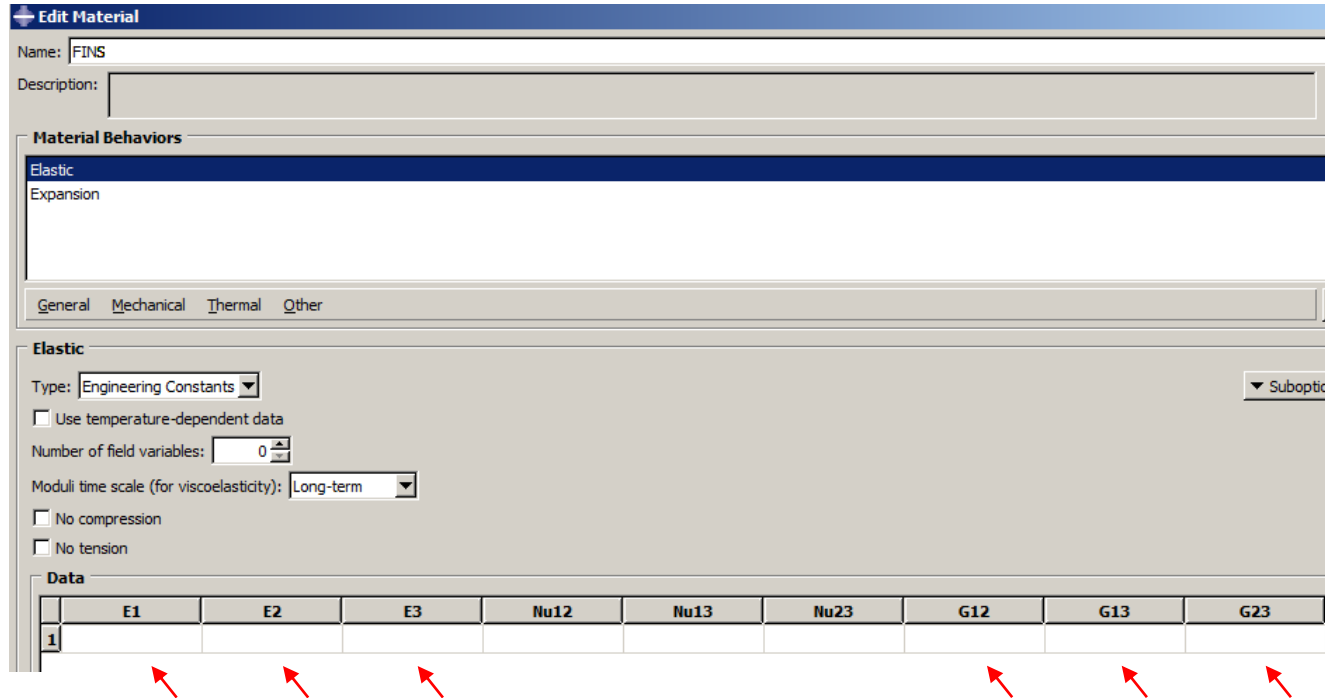 Edit Material
Name: FINS
Description:
Material Behaviors
Elastic
Expansion
General Mechanical Thermal Other
Elastic
Type: Engineering Constants
Suboptio
Use temperature-dependent data
Number of field variables: 0
Moduli time scale (for viscoelasticity): Long-term
No compression
No tension
Data
E1 E2 E3 Nu12 Nu13 Nu23 G12 G13 G23
1